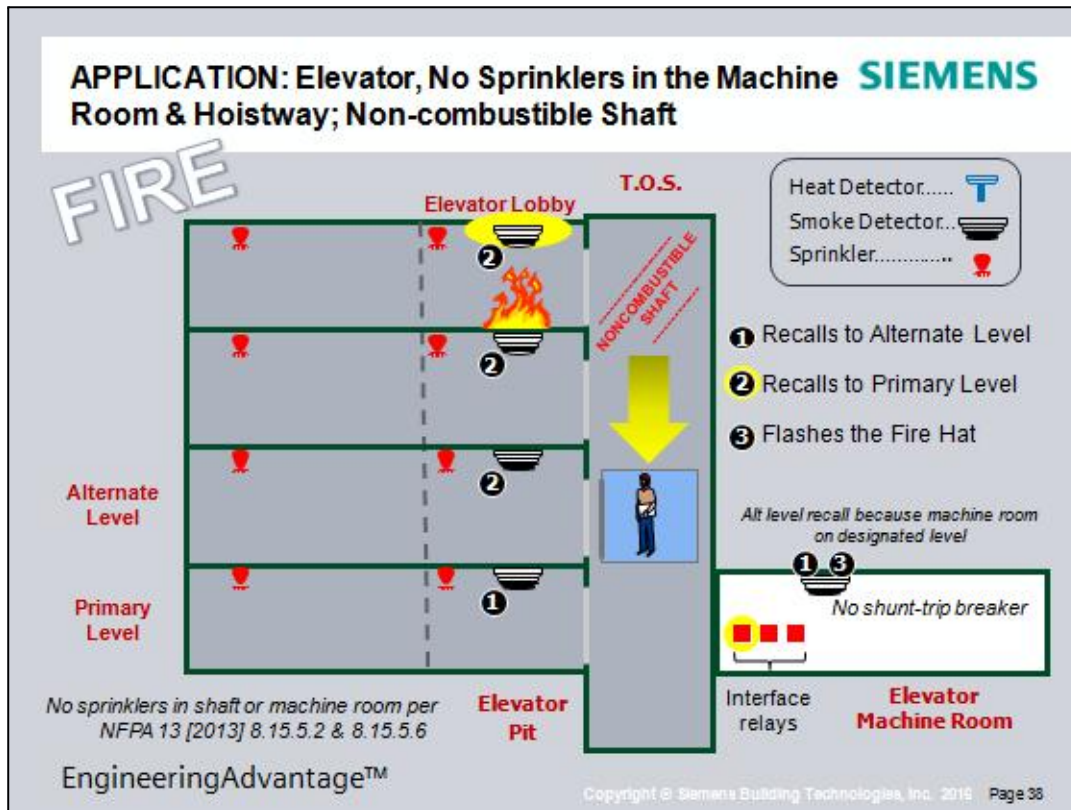 APPLICATION: Elevator, No Sprinklers in the Machine
Room & Hoistway; Non-combustible Shaft
SIEMENS
FIRE
T.O.S.
Elevator Lobby
Heat Detector......
Smoke Detector...
Sprinkler.............
NONCOMBUSTIBLE
SHAFT
2
2
2
1
1 Recalls to Alternate Level
2 Recalls to Primary Level
3 Flashes the Fire Hat
Alternate
Level
Primary
Level
Alt level recall because machine room
on designated level
1 3
No shunt-trip breaker
Interface
relays
Elevator
Machine Room
Elevator
Pit
No sprinklers in shaft or machine room per
NFPA 13 [2013] 8.15.5.2 & 8.15.5.6
EngineeringAdvantage™
Copyright © Siemens Building Technologies, Inc. 2016 Page 38